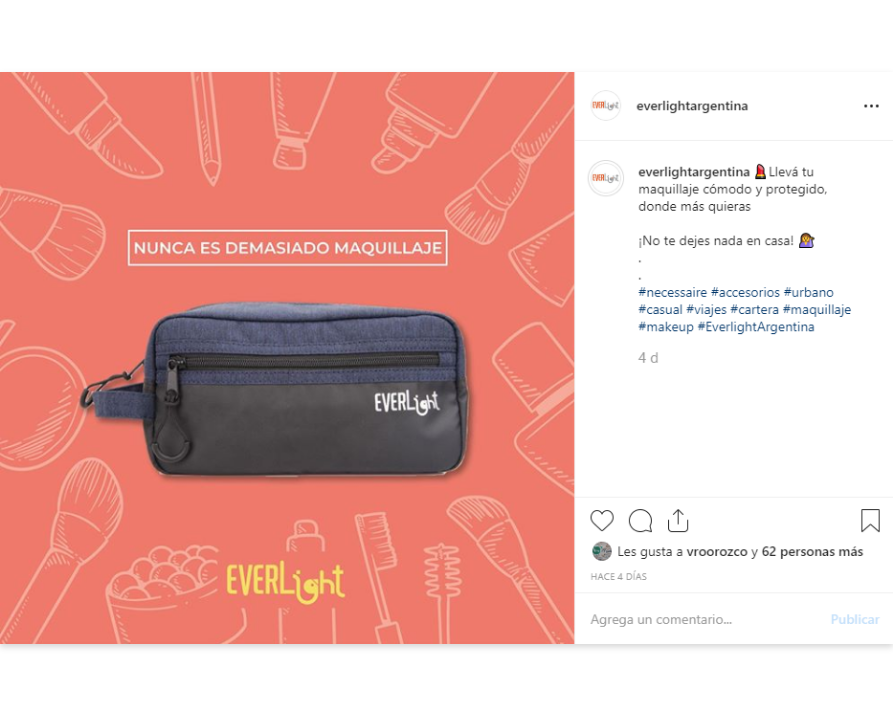 NUNCA ES DEMASIADO MAQUILLAJE
EVERLight
EVERLight
EVERLight
everlightargentina
EVERLight
everlightargentina Llevá tu
maquillaje cómodo y protegido,
donde más quieras
¡No te dejes nada en casa!
.
.
#necessaire #accesorios #urbano
#casual #viajes #cartera #maquillaje
#makeup #EverlightArgentina
4 d
Les gusta a vroorozco y 62 personas más
HACE 4 DÍAS
Agrega un comentario... Publicar